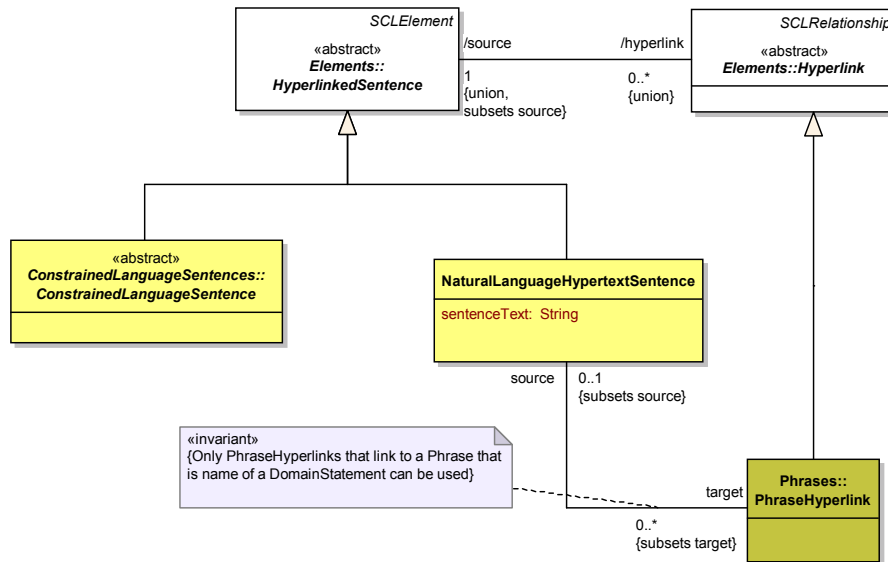 SCLElement
«abstract»
Elements::
HyperlinkedSentence
/source
/hyperlink
1
{union,
subsets source}
0..*
{union}
SCLRelationship
«abstract»
Elements::Hyperlink
«abstract»
ConstrainedLanguageSentences::
ConstrainedLanguageSentence
NaturalLanguageHypertextSentence
sentenceText: String
source
0..1
{subsets source}
«invariant»
{Only PhraseHyperlinks that link to a Phrase that
is name of a DomainStatement can be used}
Phrases::
PhraseHyperlink
target
0..*
{subsets target}